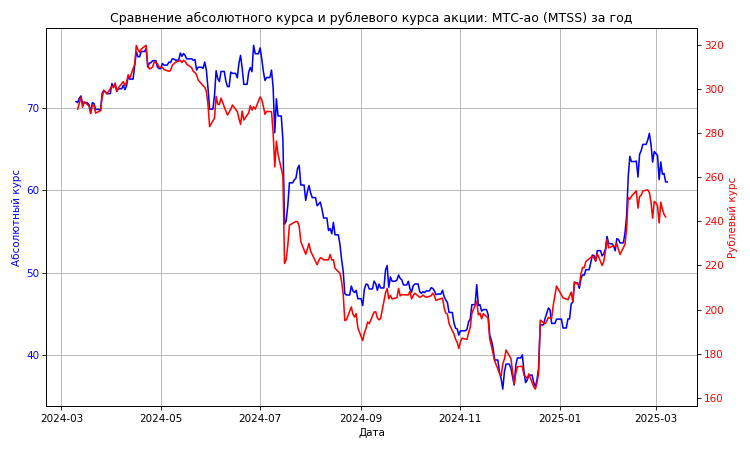 Сравнение абсолютного курса и рублевого курса акции: МТС-ао (MTSS) за год
Абсолютный курс
70
60
50
40
320
300
280
260
240
220
200
180
160
Рублевый курс
2024-03 2024-05 2024-07 2024-09 2024-11 2025-01 2025-03
Дата